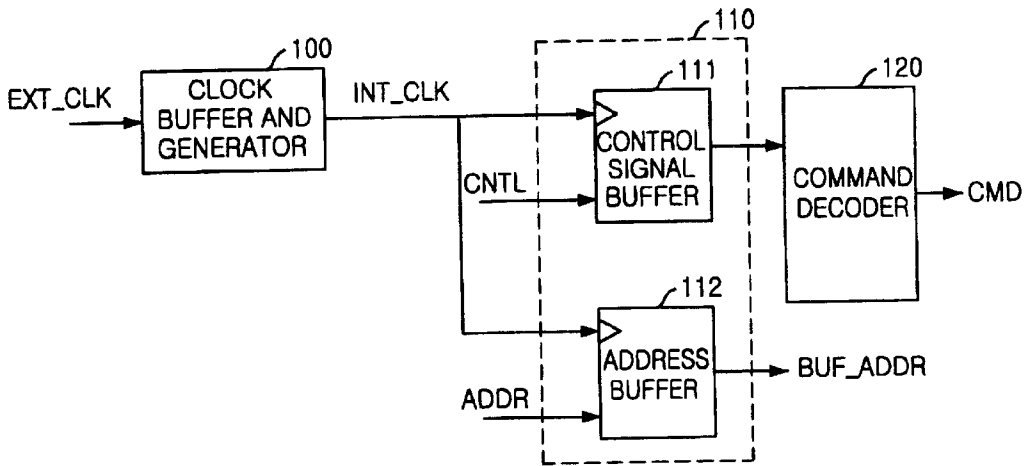 100
110
EXT_CLK
CLOCK
BUFFER AND
GENERATOR
INT_CLK
111
CONTROL
SIGNAL
BUFFER
CNTL
120
COMMAND
DECODER
CMD
112
ADDRESS
BUFFER
ADDR
BUF_ADDR